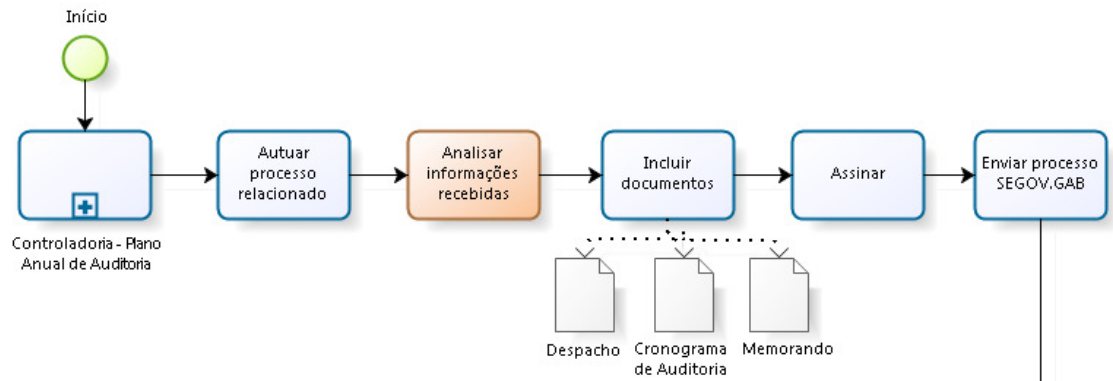 Início
Controladoria - Plano
Anual de Auditoria
Autuar
processo
relacionado
Analisar
informações
recebidas
Incluir
documentos
Assinar
Enviar processo
SEGOV.GAB
Despacho
Cronograma
de Auditoria
Memorando